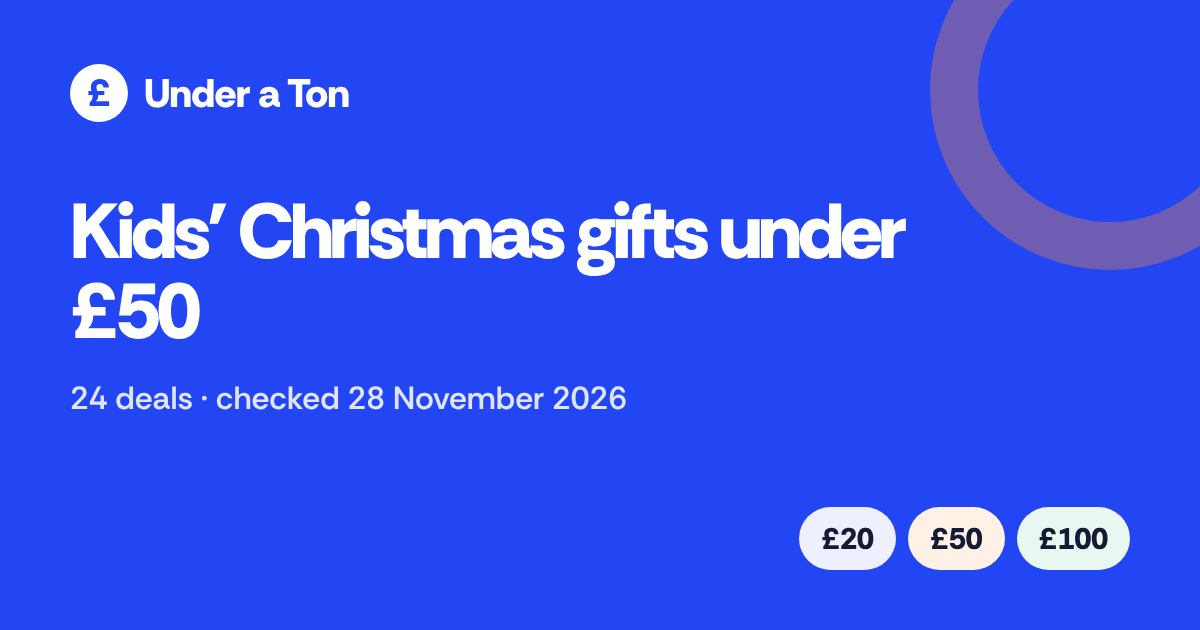 £ Under a Ton
Kids’ Christmas gifts under
£50
24 deals · checked 28 November 2026
£20 £50 £100